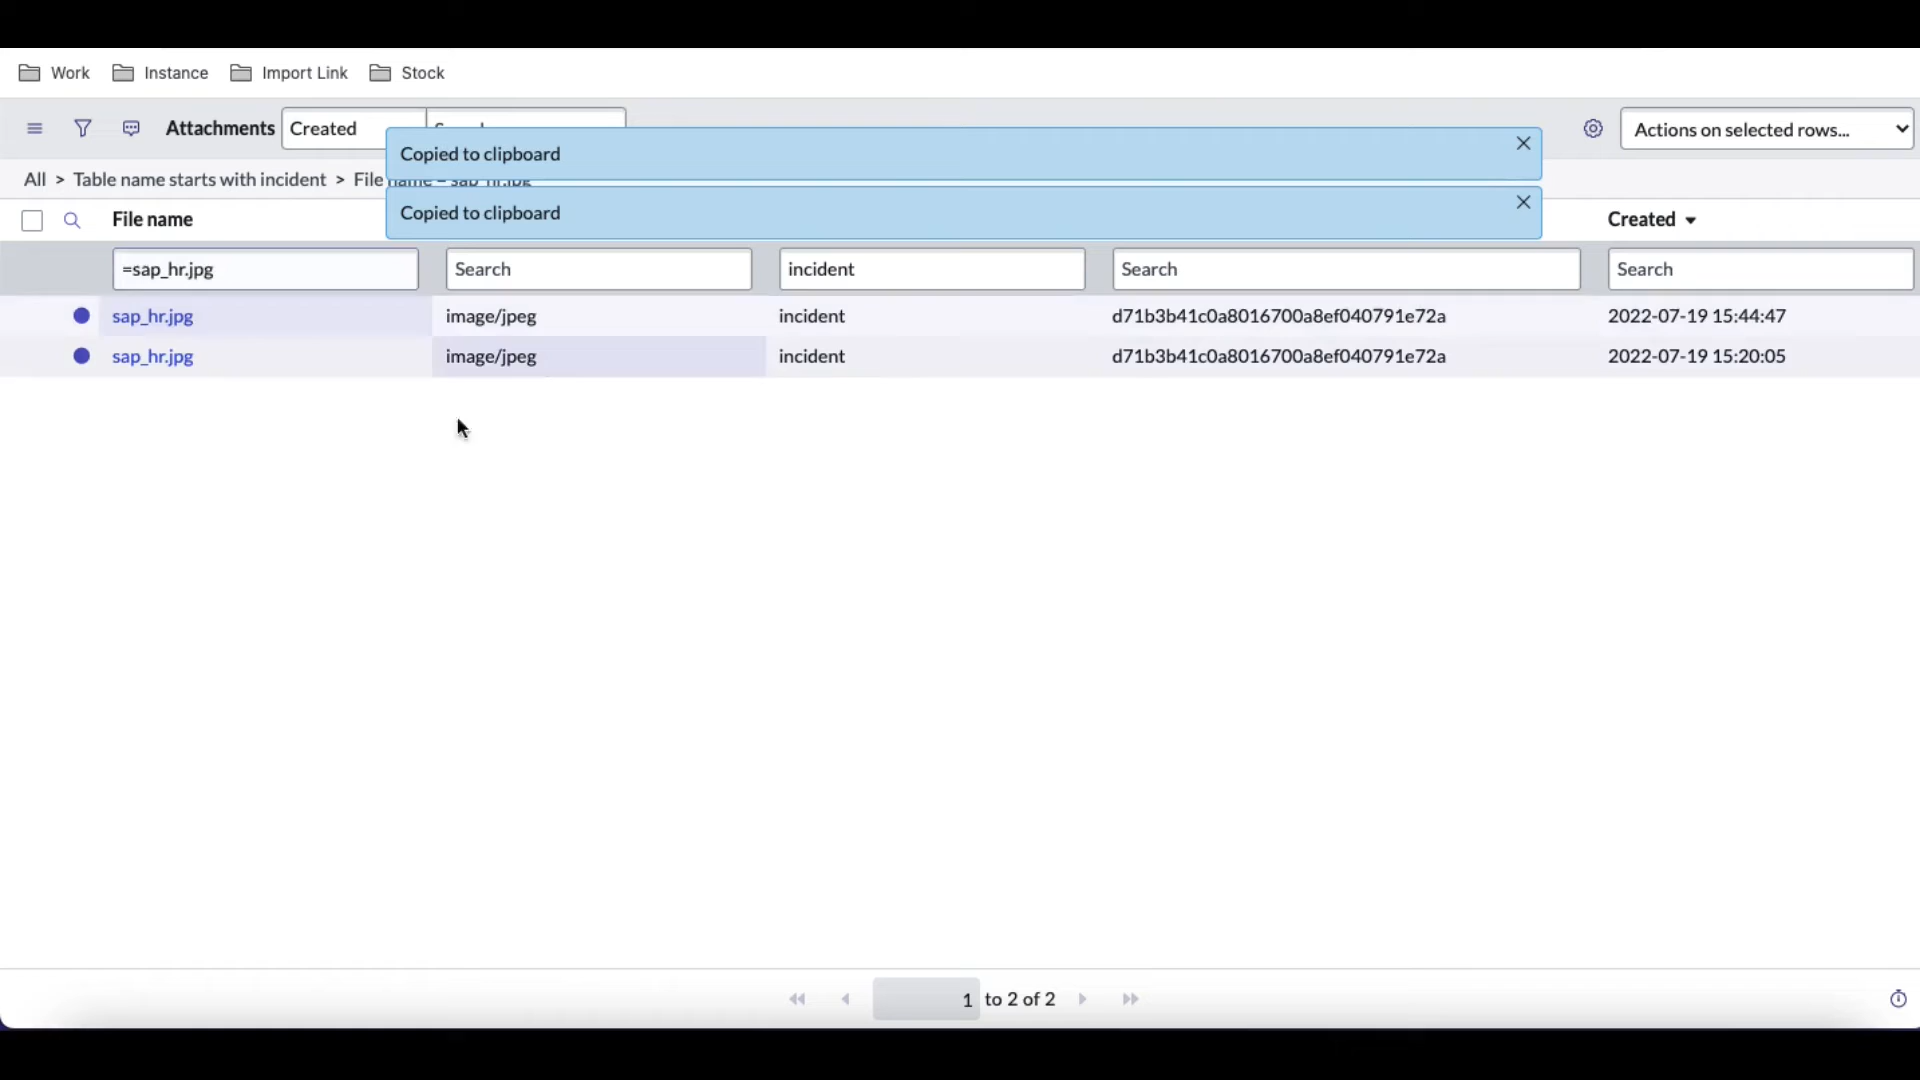 Work Instance Import Link Stock
Attachments Created Actions on selected rows...
Copied to clipboard
All > Table name starts with incident > File name = sap_hr.jpg
Copied to clipboard
File name Created
=sap_hr.jpg Search incident Search Search
sap_hr.jpg image/jpeg incident d71b3b41c0a8016700a8ef040791e72a 2022-07-19 15:44:47
sap_hr.jpg image/jpeg incident d71b3b41c0a8016700a8ef040791e72a 2022-07-19 15:20:05
1 to 2 of 2